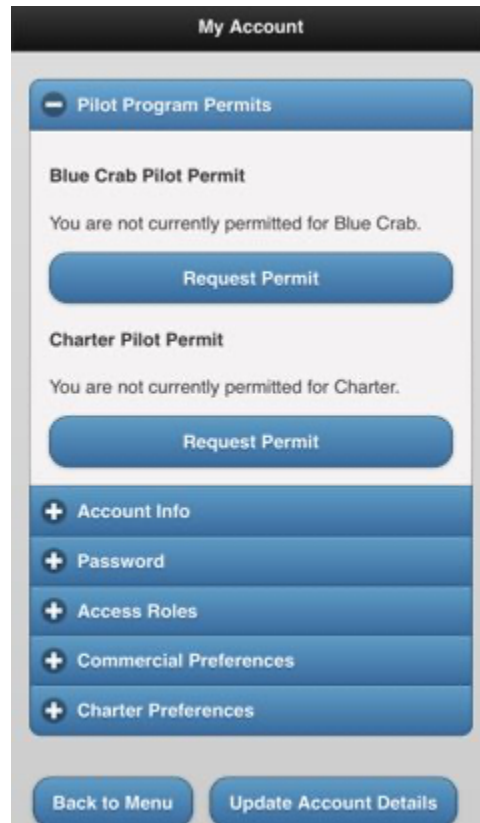 My Account
Pilot Program Permits
Blue Crab Pilot Permit
You are not currently permitted for Blue Crab.
Request Permit
Charter Pilot Permit
You are not currently permitted for Charter.
Request Permit
Account Info
Password
Access Roles
Commercial Preferences
Charter Preferences
Back to Menu
Update Account Details